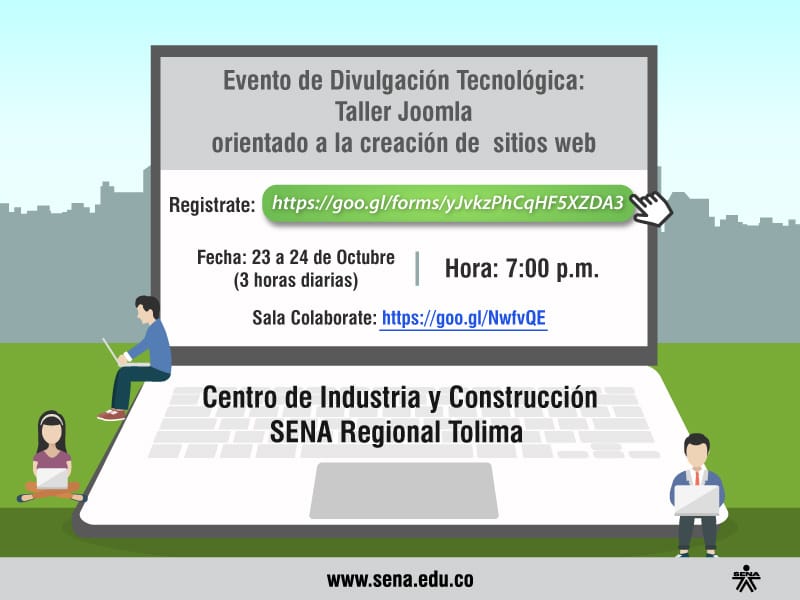 Evento de Divulgación Tecnológica:
Taller Joomla
orientado a la creación de sitios web
Registrate: https://goo.gl/forms/yJvkzPhCqHF5XZDA3
Fecha: 23 a 24 de Octubre
(3 horas diarias)
Hora: 7:00 p.m.
Sala Colaborate: https://goo.gl/NwfvQE
Centro de Industria y Construcción
SENA Regional Tolima
www.sena.edu.co
SENA